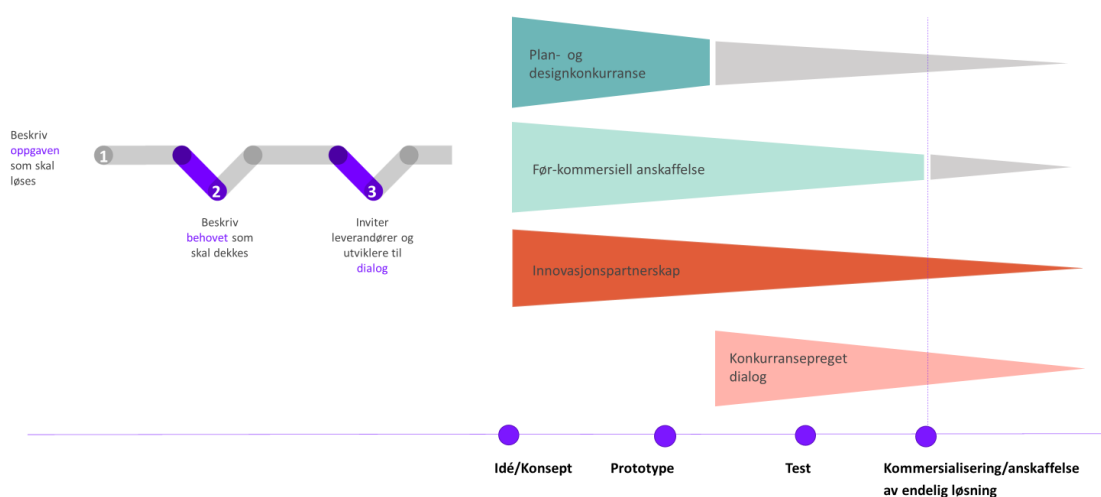 Beskriv
oppgaven
som skal
løses
1
2
Beskriv
behovet som
skal dekkes
3
Inviter
leverandører og
utviklere til
dialog
Plan- og
designkonkurranse
Før-kommersiell anskaffelse
Innovasjonspartnerskap
Konkurransepreget
dialog
Idé/Konsept
Prototype
Test
Kommersialisering/anskaffelse
av endelig løsning